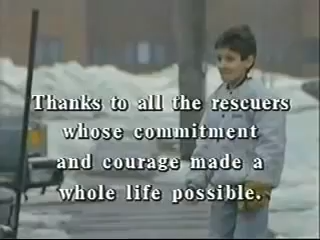 Thanks to all the rescuers
whose commitment
and courage made a
whole life possible.